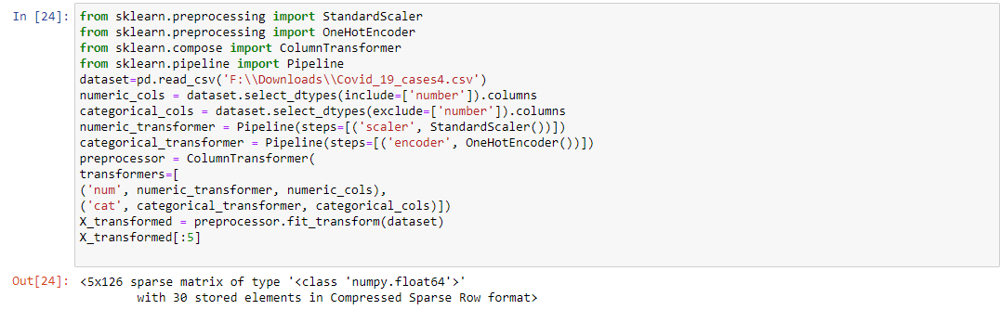 In [24]: from sklearn.preprocessing import StandardScaler
from sklearn.preprocessing import OneHotEncoder
from sklearn.compose import ColumnTransformer
from sklearn.pipeline import Pipeline
dataset=pd.read_csv('F:\\Downloads\\Covid_19_cases4.csv')
numeric_cols = dataset.select_dtypes(include=['number']).columns
categorical_cols = dataset.select_dtypes(exclude=['number']).columns
numeric_transformer = Pipeline(steps=[('scaler', StandardScaler())])
categorical_transformer = Pipeline(steps=[('encoder', OneHotEncoder())])
preprocessor = ColumnTransformer(
transformers=[
('num', numeric_transformer, numeric_cols),
('cat', categorical_transformer, categorical_cols)])
X_transformed = preprocessor.fit_transform(dataset)
X_transformed[:5]
Out[24]: <5x126 sparse matrix of type '<class 'numpy.float64'>'
with 30 stored elements in Compressed Sparse Row format>